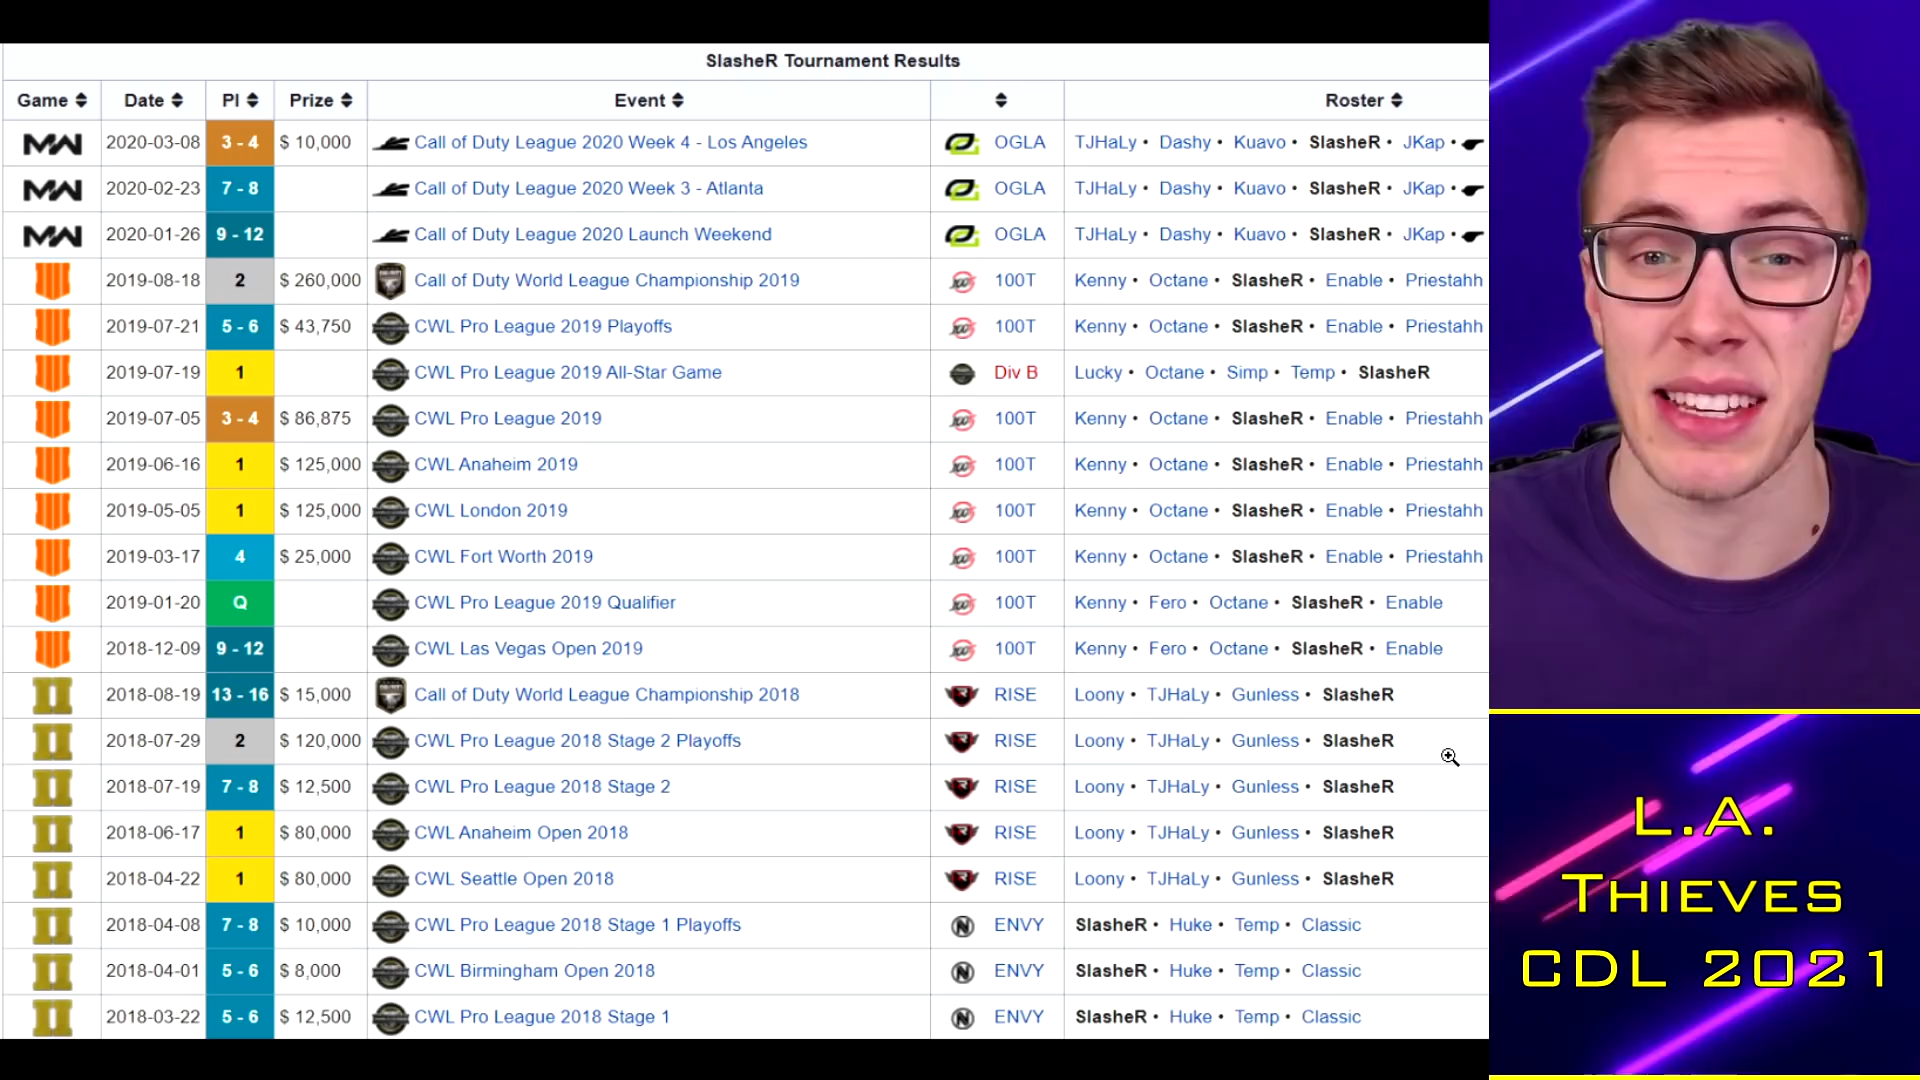 SlasheR Tournament Results
Game Date Pl Prize Event Roster
MW 2020-03-08 3 - 4 $ 10,000 Call of Duty League 2020 Week 4 - Los Angeles OGLA TJHaLy • Dashy • Kuavo • SlasheR • JKap •
MW 2020-02-23 7 - 8 Call of Duty League 2020 Week 3 - Atlanta OGLA TJHaLy • Dashy • Kuavo • SlasheR • JKap •
MW 2020-01-26 9 - 12 Call of Duty League 2020 Launch Weekend OGLA TJHaLy • Dashy • Kuavo • SlasheR • JKap •
2019-08-18 2 $ 260,000 Call of Duty World League Championship 2019 100T Kenny • Octane • SlasheR • Enable • Priestahh
2019-07-21 5 - 6 $ 43,750 CWL Pro League 2019 Playoffs 100T Kenny • Octane • SlasheR • Enable • Priestahh
2019-07-19 1 CWL Pro League 2019 All-Star Game Div B Lucky • Octane • Simp • Temp • SlasheR
2019-07-05 3 - 4 $ 86,875 CWL Pro League 2019 100T Kenny • Octane • SlasheR • Enable • Priestahh
2019-06-16 1 $ 125,000 CWL Anaheim 2019 100T Kenny • Octane • SlasheR • Enable • Priestahh
2019-05-05 1 $ 125,000 CWL London 2019 100T Kenny • Octane • SlasheR • Enable • Priestahh
2019-03-17 4 $ 25,000 CWL Fort Worth 2019 100T Kenny • Octane • SlasheR • Enable • Priestahh
2019-01-20 Q CWL Pro League 2019 Qualifier 100T Kenny • Fero • Octane • SlasheR • Enable
2018-12-09 9 - 12 CWL Las Vegas Open 2019 100T Kenny • Fero • Octane • SlasheR • Enable
II 2018-08-19 13 - 16 $ 15,000 Call of Duty World League Championship 2018 RISE Loony • TJHaLy • Gunless • SlasheR
II 2018-07-29 2 $ 120,000 CWL Pro League 2018 Stage 2 Playoffs RISE Loony • TJHaLy • Gunless • SlasheR
II 2018-07-19 7 - 8 $ 12,500 CWL Pro League 2018 Stage 2 RISE Loony • TJHaLy • Gunless • SlasheR
II 2018-06-17 1 $ 80,000 CWL Anaheim Open 2018 RISE Loony • TJHaLy • Gunless • SlasheR
II 2018-04-22 1 $ 80,000 CWL Seattle Open 2018 RISE Loony • TJHaLy • Gunless • SlasheR
II 2018-04-08 7 - 8 $ 10,000 CWL Pro League 2018 Stage 1 Playoffs ENVY SlasheR • Huke • Temp • Classic
II 2018-04-01 5 - 6 $ 8,000 CWL Birmingham Open 2018 ENVY SlasheR • Huke • Temp • Classic
II 2018-03-22 5 - 6 $ 12,500 CWL Pro League 2018 Stage 1 ENVY SlasheR • Huke • Temp • Classic
L.A.
THIEVES
CDL 2021